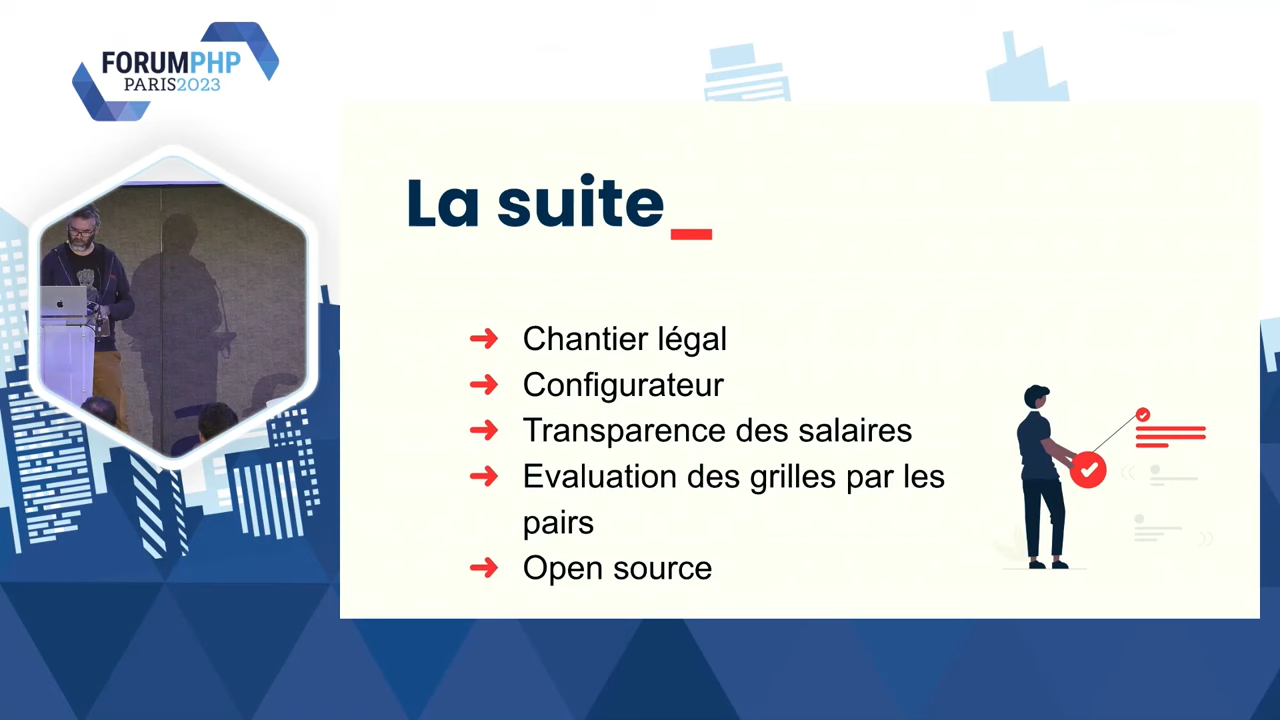 FORUMPHP
PARIS2023
La suite_
➜ Chantier légal
➜ Configurateur
➜ Transparence des salaires
➜ Evaluation des grilles par les
pairs
➜ Open source